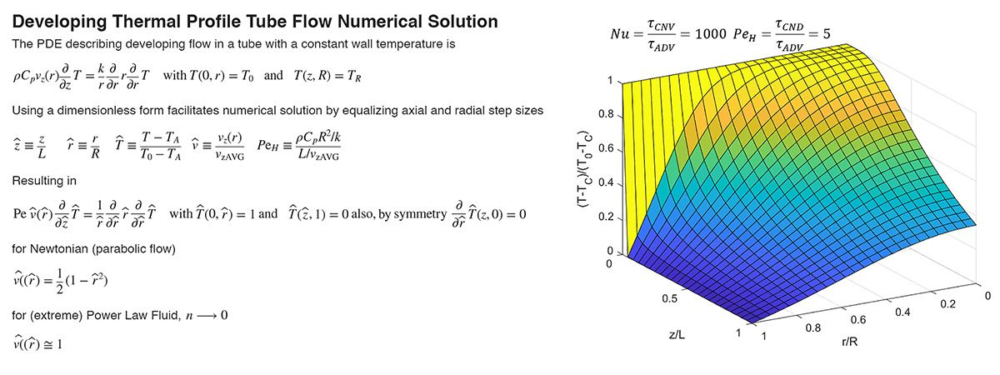 Developing Thermal Profile Tube Flow Numerical Solution
The PDE describing developing flow in a tube with a constant wall temperature is
ρC_p v_z(r) ∂/∂z T = k/r ∂/∂r r ∂/∂r T with T(0, r) = T_0 and T(z, R) = T_R
Using a dimensionless form facilitates numerical solution by equalizing axial and radial step sizes
ẑ ≡ z/L r̂ ≡ r/R T̂ ≡ (T − T_A)/(T_0 − T_A) v̂ ≡ v_z(r)/v_zAVG Pe_H ≡ (ρC_pR²/k)/(L/v_zAVG)
Resulting in
Pe v̂(r̂) ∂/∂ẑ T̂ = 1/r̂ ∂/∂r̂ r̂ ∂/∂r̂ T̂ with T̂(0, r̂) = 1 and T̂(ẑ, 1) = 0 also, by symmetry ∂/∂r̂ T̂(z, 0) = 0
for Newtonian (parabolic flow)
v̂((r̂) = 1/2 (1 − r̂²)
for (extreme) Power Law Fluid, n ⟶ 0
v̂((r̂) ≅ 1
Nu = τ_CNV/τ_ADV = 1000 Pe_H = τ_CND/τ_ADV = 5
(T-T_C)/(T_0-T_C)
1
0.8
0.6
0.4
0.2
0
0
0.5
1
z/L
1
0.8
0.6
0.4
0.2
0
r/R